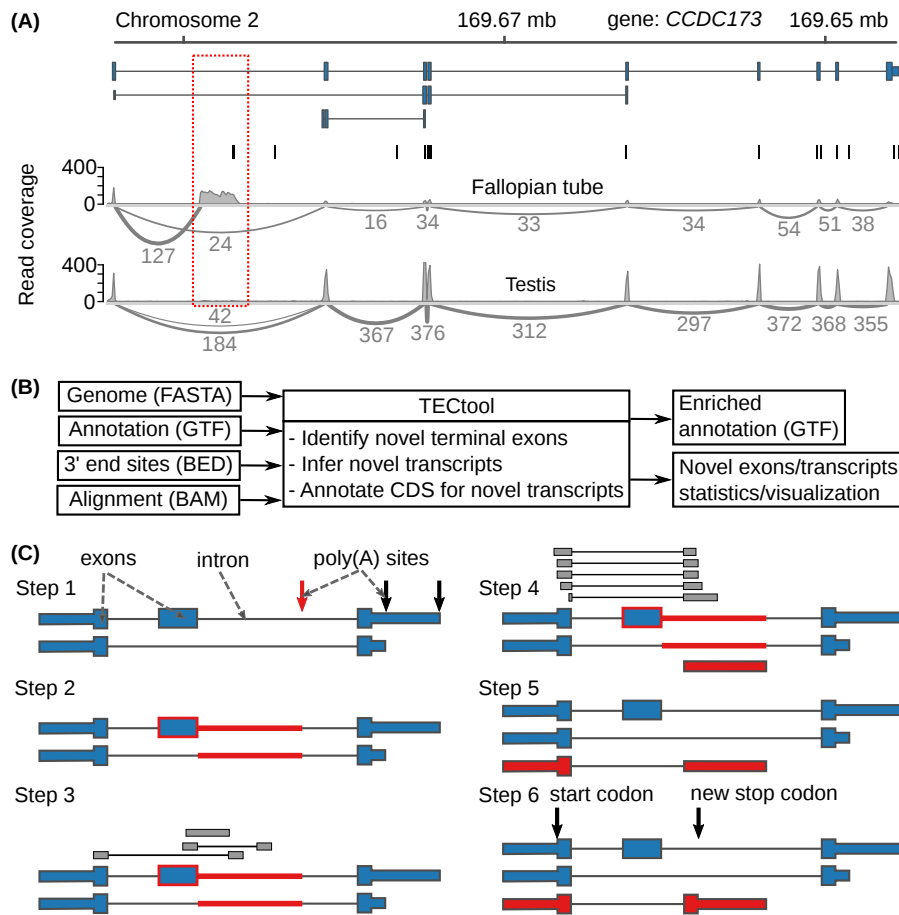 (A)
Chromosome 2
169.67 mb
gene: CCDC173
169.65 mb
Read coverage
400
0
Fallopian tube
127
24
16
34
33
34
54
51
38
400
0
Testis
42
184
367
376
312
297
372
368
355
(B)
Genome (FASTA)
Annotation (GTF)
3' end sites (BED)
Alignment (BAM)
TECtool
- Identify novel terminal exons
- Infer novel transcripts
- Annotate CDS for novel transcripts
Enriched
annotation (GTF)
Novel exons/transcripts
statistics/visualization
(C)
exons
intron
poly(A) sites
Step 1
Step 2
Step 3
Step 4
Step 5
Step 6
start codon
new stop codon